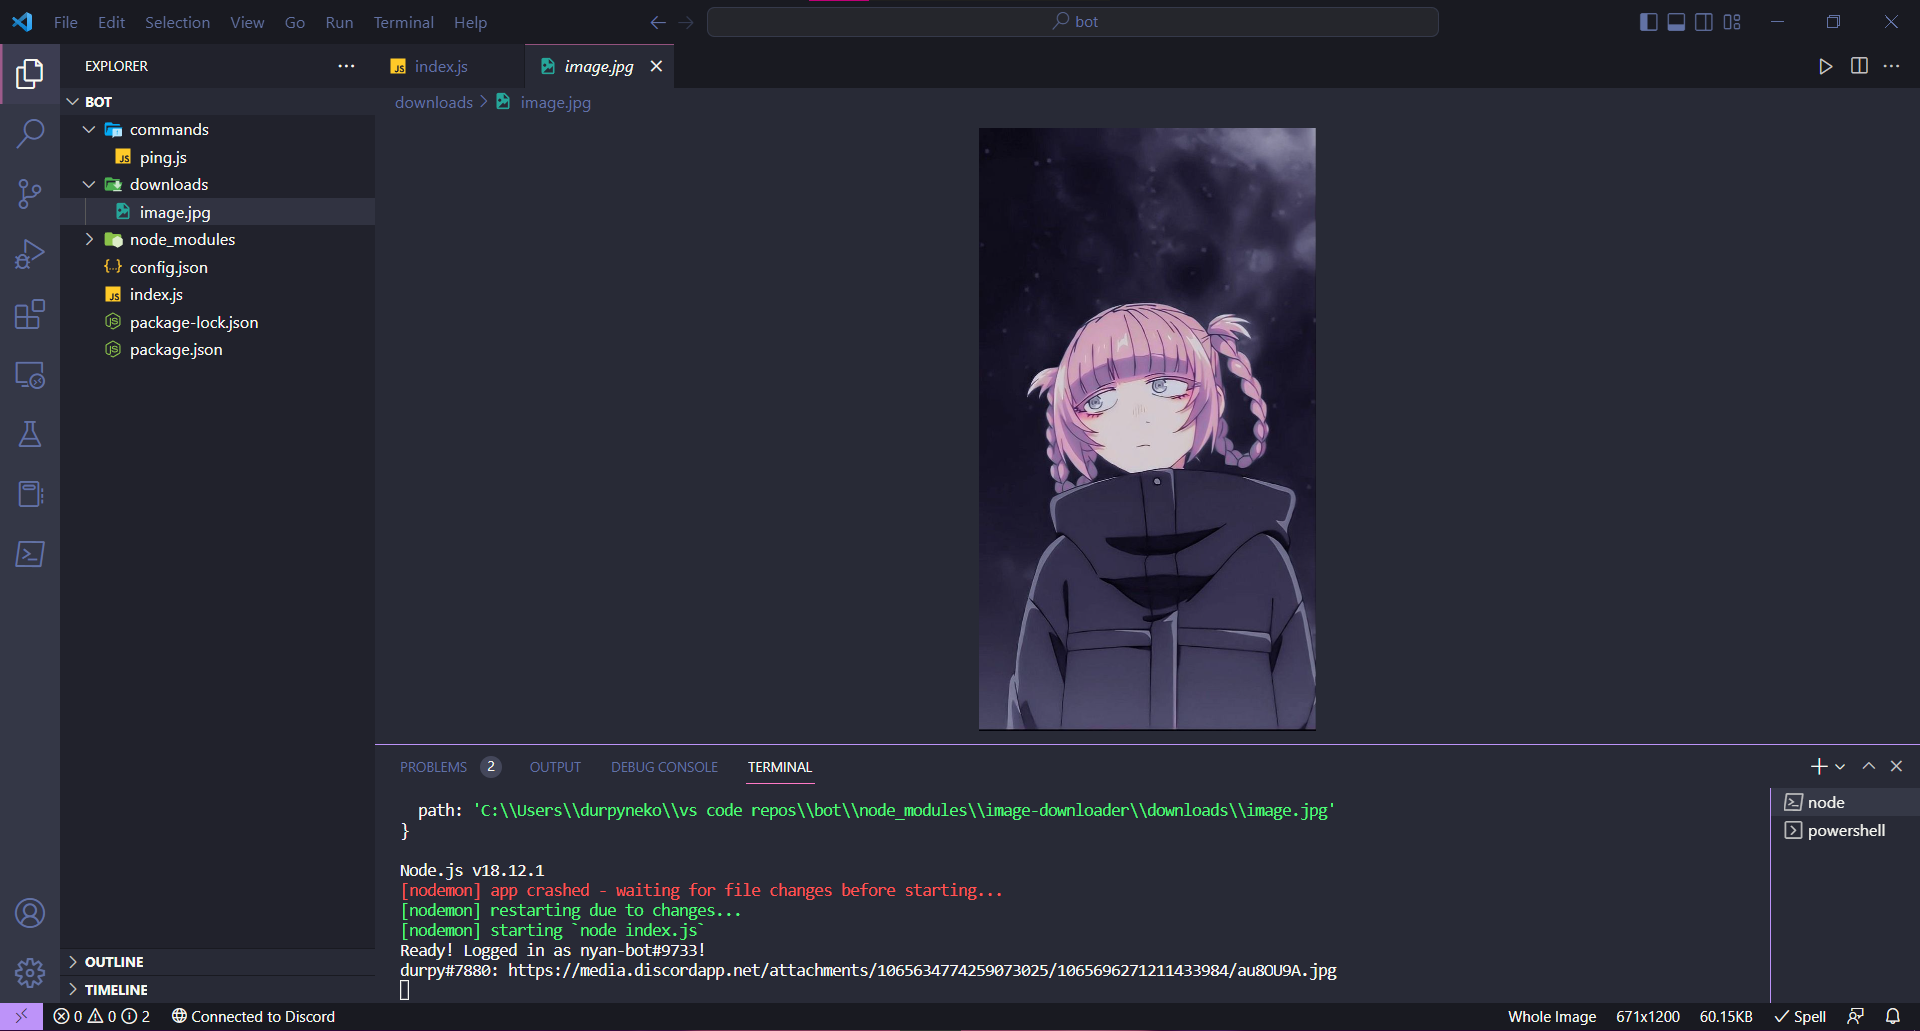 File Edit Selection View Go Run Terminal Help
bot
EXPLORER
index.js
image.jpg
BOT
downloads
image.jpg
commands
JS ping.js
downloads
image.jpg
node_modules
{..} config.json
JS index.js
package-lock.json
package.json
PROBLEMS 2 OUTPUT DEBUG CONSOLE TERMINAL
path: 'C:\\Users\\durpyneko\\vs code repos\\bot\\node_modules\\image-downloader\\downloads\\image.jpg'
}
Node.js v18.12.1
[nodemon] app crashed - waiting for file changes before starting...
[nodemon] restarting due to changes...
[nodemon] starting `node index.js`
Ready! Logged in as nyan-bot#9733!
durpy#7880: https://media.discordapp.net/attachments/1065634774259073025/1065696271211433984/au8OU9A.jpg
node
powershell
OUTLINE
TIMELINE
0 0 2 Connected to Discord
Whole Image 671x1200 60.15KB Spell